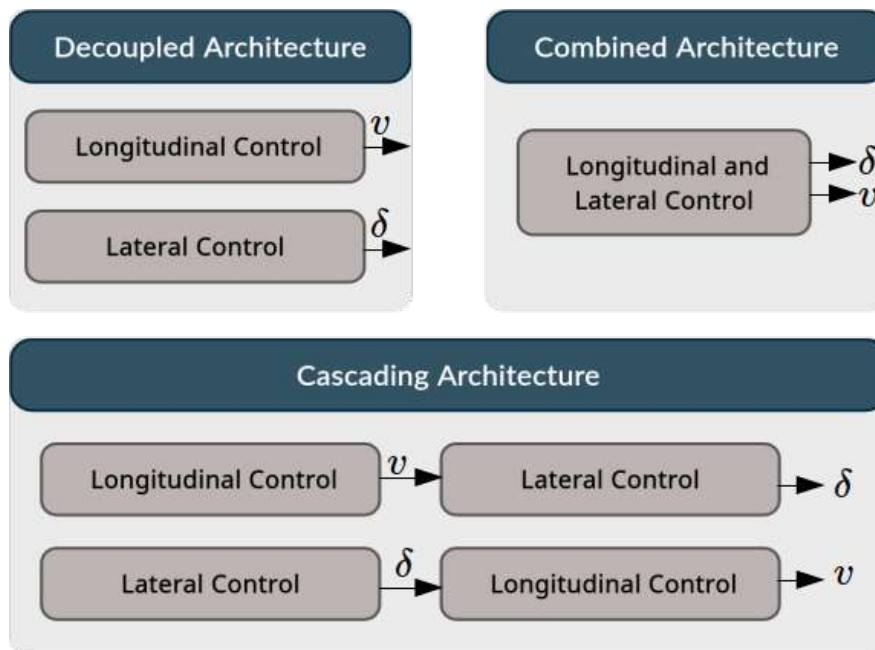 Decoupled Architecture
Longitudinal Control
v
Lateral Control
δ
Combined Architecture
Longitudinal and
Lateral Control
δ
v
Cascading Architecture
Longitudinal Control v Lateral Control δ
Lateral Control δ Longitudinal Control v